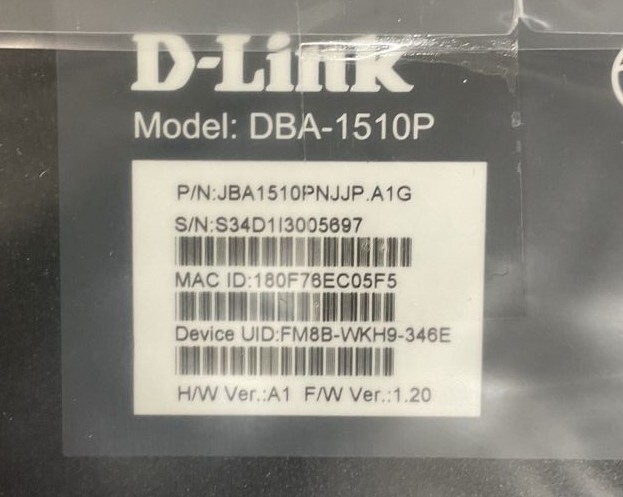 D-Link
Model: DBA-1510P
P/N:JBA1510PNJJP.A1G
S/N:S34D1I3005697
MAC ID:180F76EC05F5
Device UID:FM8B-WKH9-346E
H/W Ver.:A1 F/W Ver.:1.20